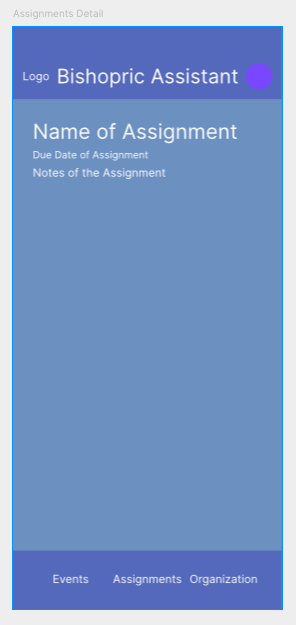 Assignments Detail
Logo Bishopric Assistant
Name of Assignment
Due Date of Assignment
Notes of the Assignment
Events Assignments Organization